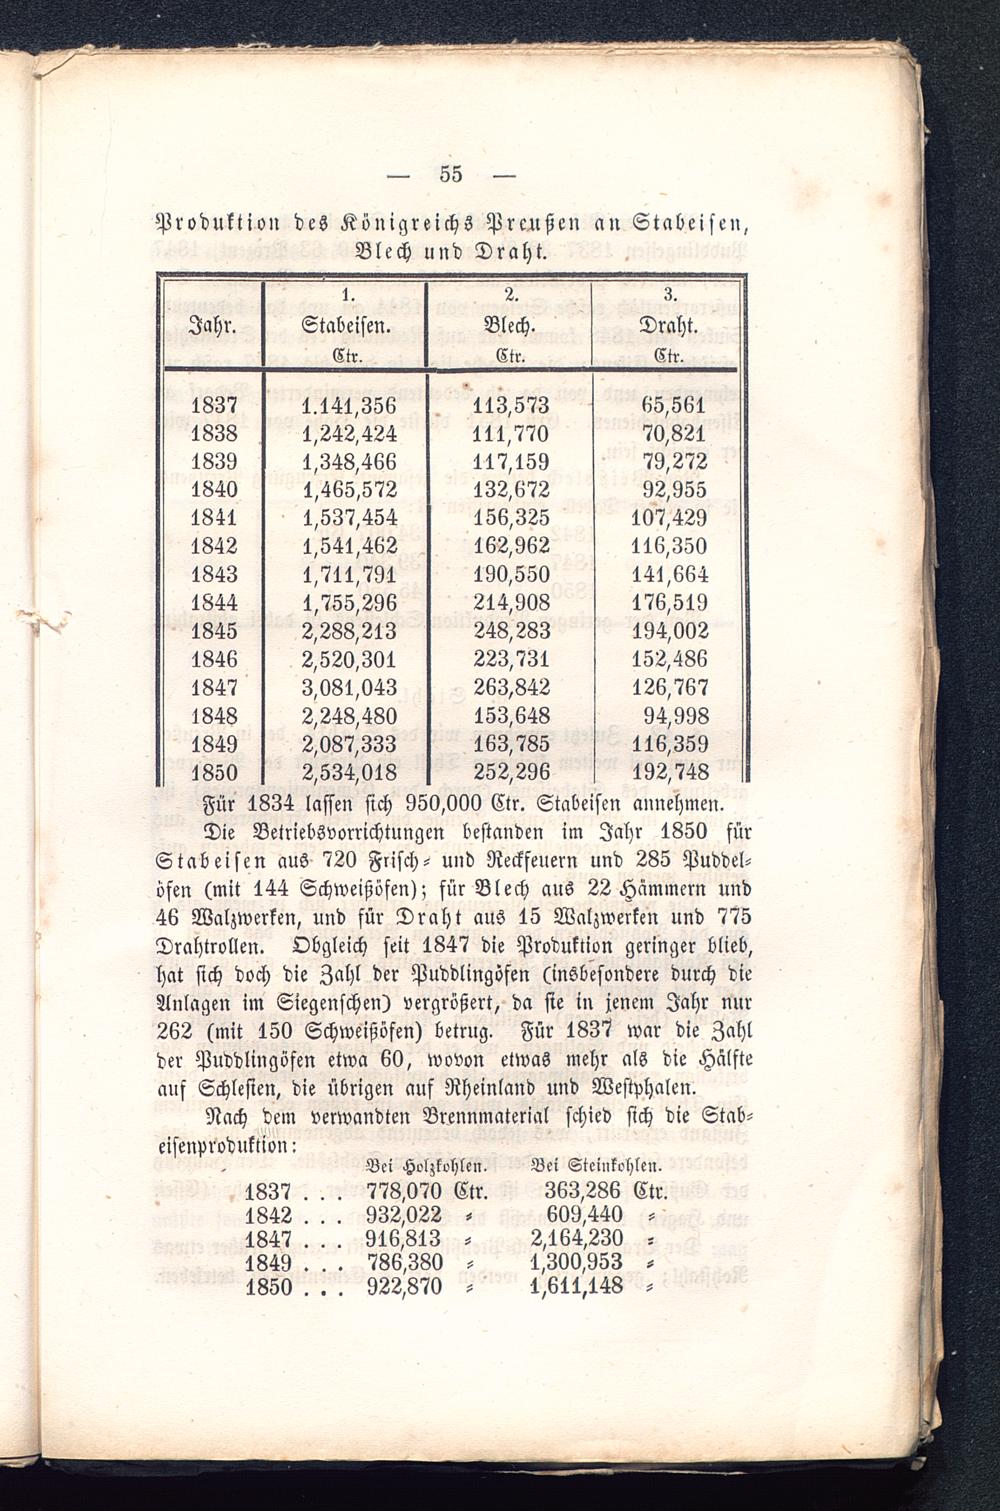 — 55 —
Produktion des Königreichs Preußen an Stabeisen,
Blech und Draht.
1. 2. 3.
Jahr. Stabeisen. Blech. Draht.
Ctr. Ctr. Ctr.
1837 1.141,356 113,573 65,561
1838 1,242,424 111,770 70,821
1839 1,348,466 117,159 79,272
1840 1,465,572 132,672 92,955
1841 1,537,454 156,325 107,429
1842 1,541,462 162,962 116,350
1843 1,711,791 190,550 141,664
1844 1,755,296 214,908 176,519
1845 2,288,213 248,283 194,002
1846 2,520,301 223,731 152,486
1847 3,081,043 263,842 126,767
1848 2,248,480 153,648 94,998
1849 2,087,333 163,785 116,359
1850 2,534,018 252,296 192,748
Für 1834 lassen sich 950,000 Ctr. Stabeisen annehmen.
Die Betriebsvorrichtungen bestanden im Jahr 1850 für
Stabeisen aus 720 Frisch⸗ und Reckfeuern und 285 Puddel⸗
öfen (mit 144 Schweißöfen); für Blech aus 22 Hämmern und
46 Walzwerken, und für Draht aus 15 Walzwerken und 775
Drahtrollen. Obgleich seit 1847 die Produktion geringer blieb,
hat sich doch die Zahl der Puddlingöfen (insbesondere durch die
Anlagen im Siegenschen) vergrößert, da sie in jenem Jahr nur
262 (mit 150 Schweißöfen) betrug. Für 1837 war die Zahl
der Puddlingöfen etwa 60, wovon etwas mehr als die Hälfte
auf Schlesien, die übrigen auf Rheinland und Westphalen.
Nach dem verwandten Brennmaterial schied sich die Stab⸗
eisenproduktion:
Bei Holzkohlen. Bei Steinkohlen.
1837 . . . 778,070 Ctr. 363,286 Ctr.
1842 . . . 932,022 ⸗ 609,440 ⸗
1847 . . . 916,813 ⸗ 2,164,230 ⸗
1849 . . . 786,380 ⸗ 1,300,953 ⸗
1850 . . . 922,870 ⸗ 1,611,148 ⸗